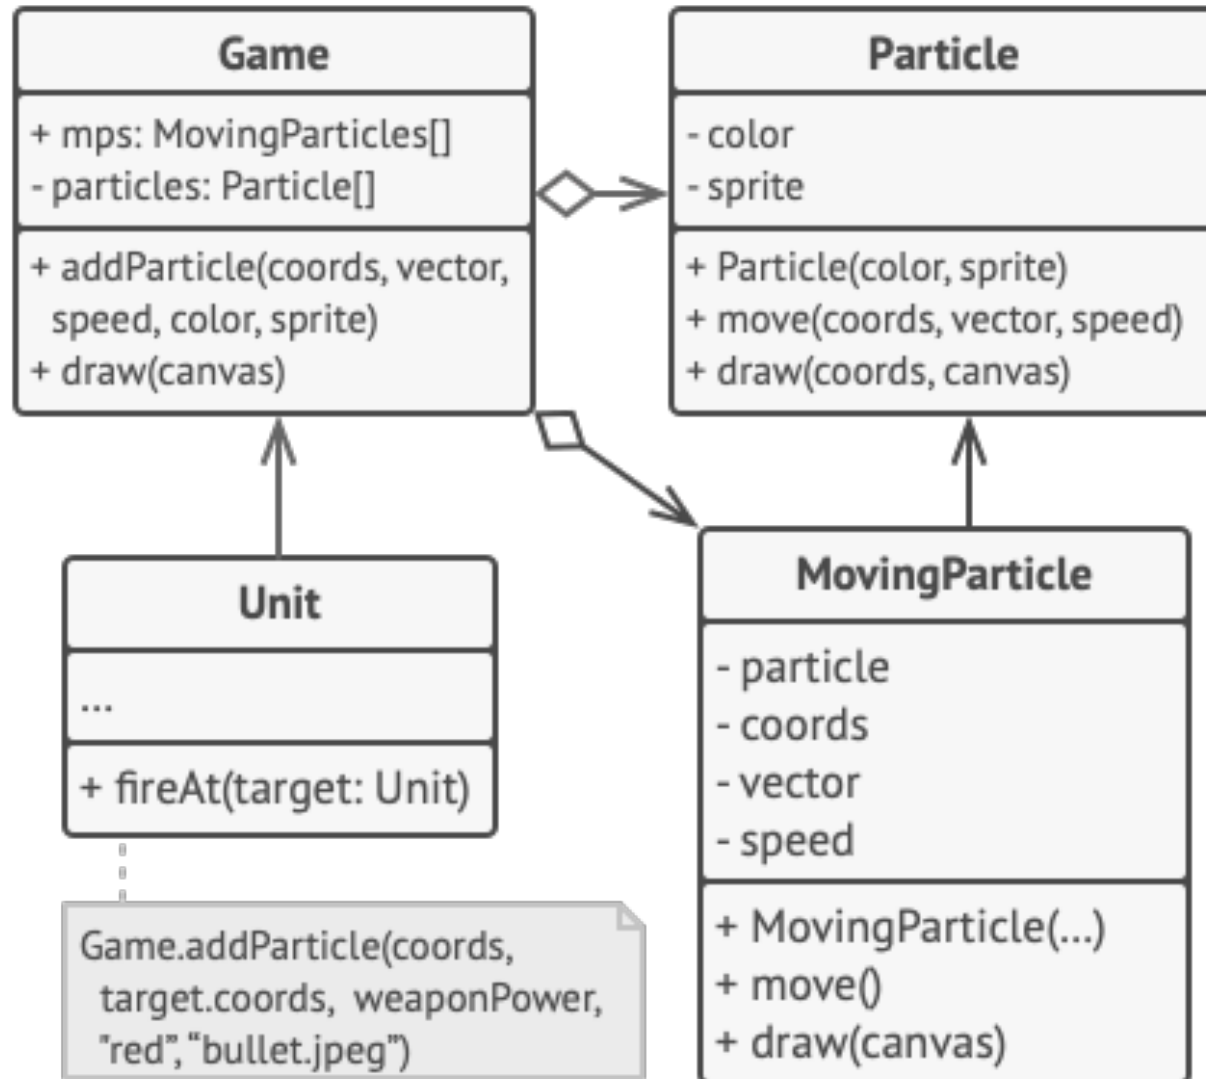 Game
+ mps: MovingParticles[]
- particles: Particle[]
+ addParticle(coords, vector,
speed, color, sprite)
+ draw(canvas)
Particle
- color
- sprite
+ Particle(color, sprite)
+ move(coords, vector, speed)
+ draw(coords, canvas)
Unit
...
+ fireAt(target: Unit)
Game.addParticle(coords,
target.coords, weaponPower,
"red", “bullet.jpeg”)
MovingParticle
- particle
- coords
- vector
- speed
+ MovingParticle(...)
+ move()
+ draw(canvas)